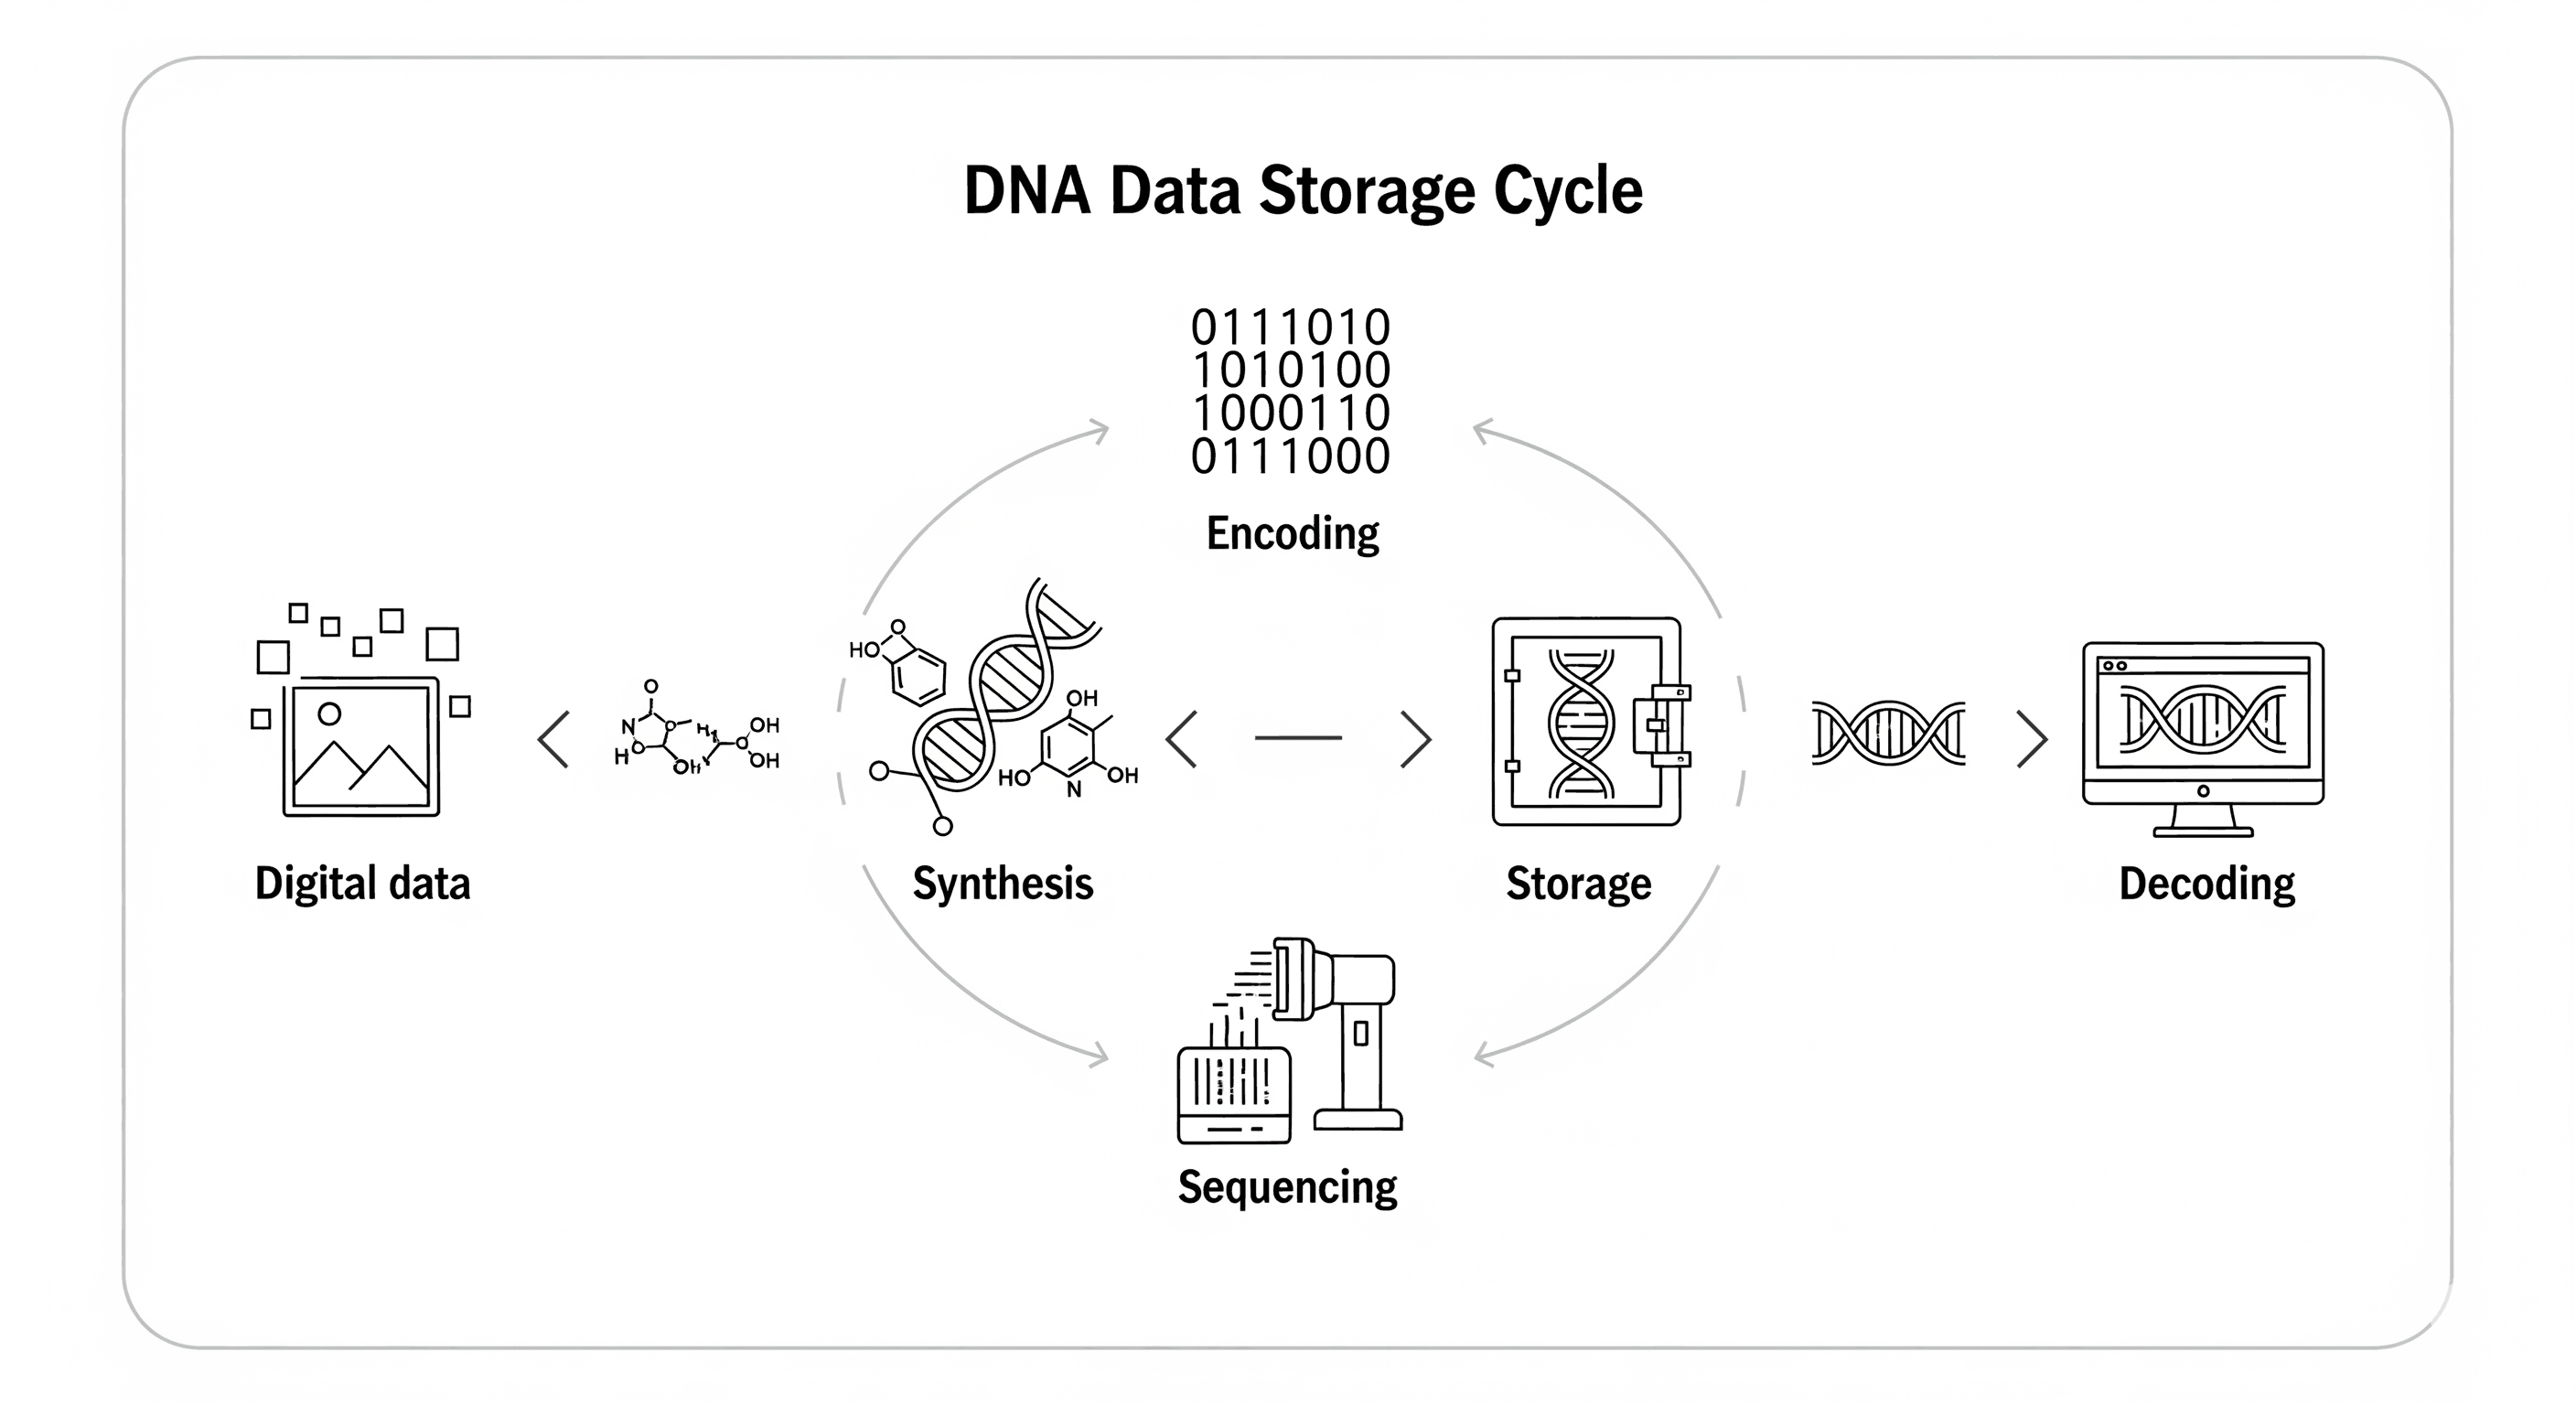 DNA Data Storage Cycle
0111010
1010100
1000110
0111000
Encoding
HO
O
OH
HO
OH
N
O
N
O
H
O
OH
H
O
OH
OH
Digital data
Synthesis
Storage
Decoding
Sequencing